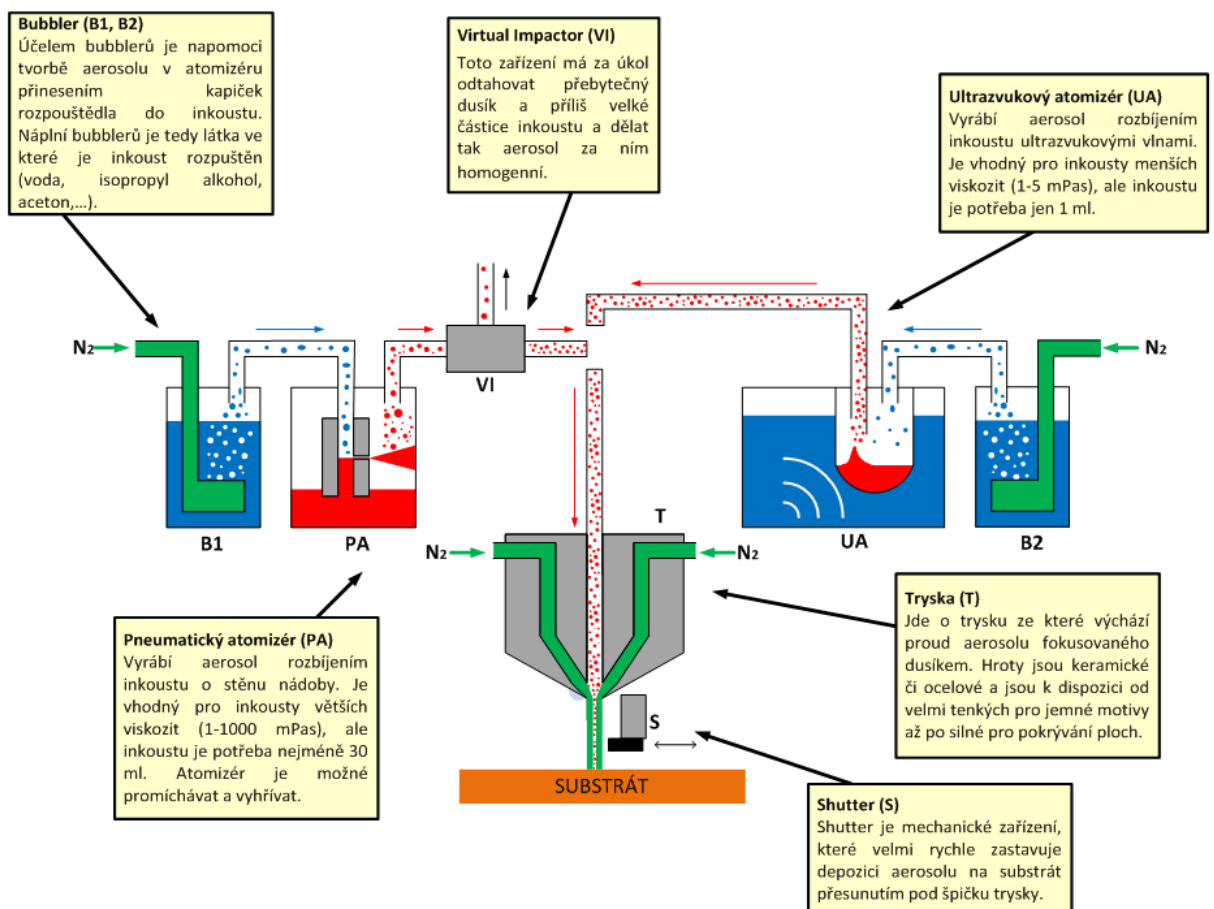 Bubbler (B1, B2)
Účelem bubblerů je napomoci
tvorbě aerosolu v atomizéru
přinesením kapiček
rozpouštědla do inkoustu.
Náplní bubblerů je tedy látka ve
které je inkoust rozpuštěn
(voda, isopropyl alkohol,
aceton,...).
Virtual Impactor (VI)
Toto zařízení má za úkol
odtahovat přebytečný
dusík a příliš velké
částice inkoustu a dělat
tak aerosol za ním
homogenní.
Ultrazvukový atomizér (UA)
Vyrábí aerosol rozbíjením
inkoustu ultrazvukovými vlnami.
Je vhodný pro inkousty menších
viskozit (1-5 mPas), ale inkoustu
je potřeba jen 1 ml.
N2
VI
N2
B1
PA
UA
B2
T
N2
N2
S
SUBSTRÁT
Pneumatický atomizér (PA)
Vyrábí aerosol rozbíjením
inkoustu o stěnu nádoby. Je
vhodný pro inkousty větších
viskozit (1-1000 mPas), ale
inkoustu je potřeba nejméně 30
ml. Atomizér je možné
promíchávat a vyhřívat.
Tryska (T)
Jde o trysku ze které výchází
proud aerosolu fokusovaného
dusíkem. Hroty jsou keramické
či ocelové a jsou k dispozici od
velmi tenkých pro jemné motivy
až po silné pro pokrývání ploch.
Shutter (S)
Shutter je mechanické zařízení,
které velmi rychle zastavuje
depozici aerosolu na substrát
přesunutím pod špičku trysky.